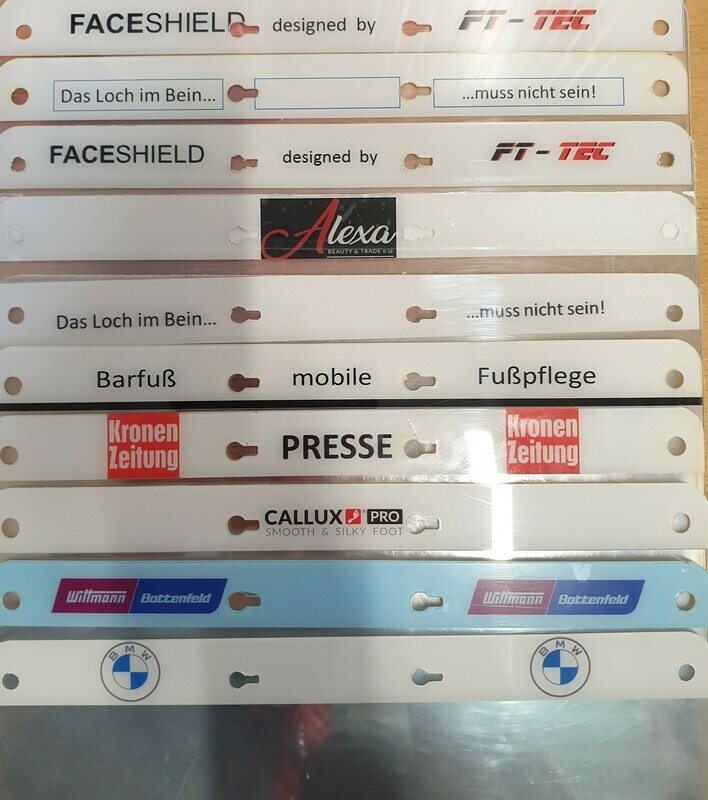 FACESHIELD designed by FT-TEC
Das Loch im Bein... ...muss nicht sein!
FACESHIELD designed by FT-TEC
Alexa
BEAUTY & TRADE e.U.
Das Loch im Bein... ...muss nicht sein!
Barfuß mobile Fußpflege
Kronen Zeitung PRESSE Kronen Zeitung
CALLUX PRO
SMOOTH & SILKY FOOT
Wittmann Battenfeld Wittmann Battenfeld
BMW BMW